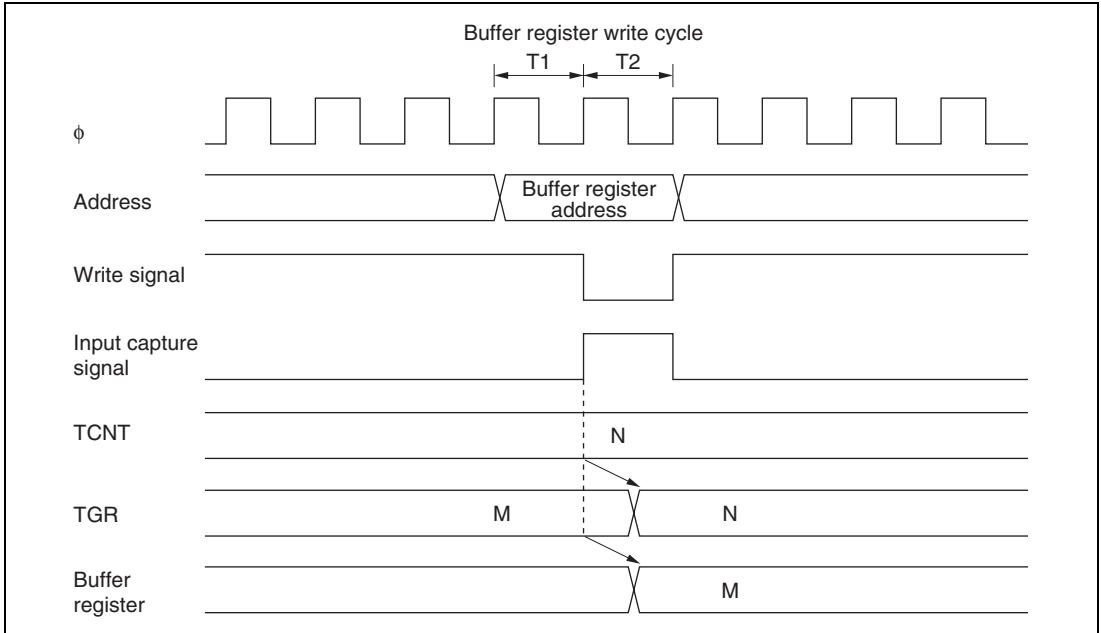 Buffer register write cycle
T1 T2
ϕ
Address
Buffer register
address
Write signal
Input capture
signal
TCNT
N
TGR
M N
Buffer
register
M